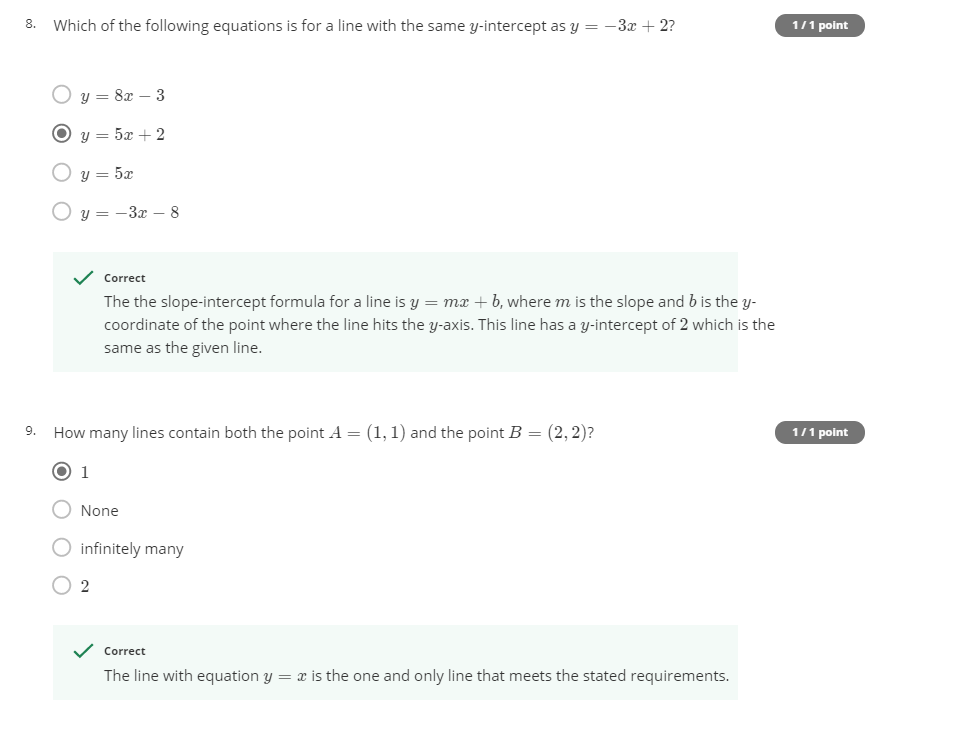 8. Which of the following equations is for a line with the same y-intercept as y = −3x + 2? 1 / 1 point
y = 8x − 3
y = 5x + 2
y = 5x
y = −3x − 8
Correct
The the slope-intercept formula for a line is y = mx + b, where m is the slope and b is the y-
coordinate of the point where the line hits the y-axis. This line has a y-intercept of 2 which is the
same as the given line.
9. How many lines contain both the point A = (1, 1) and the point B = (2, 2)? 1 / 1 point
1
None
infinitely many
2
Correct
The line with equation y = x is the one and only line that meets the stated requirements.